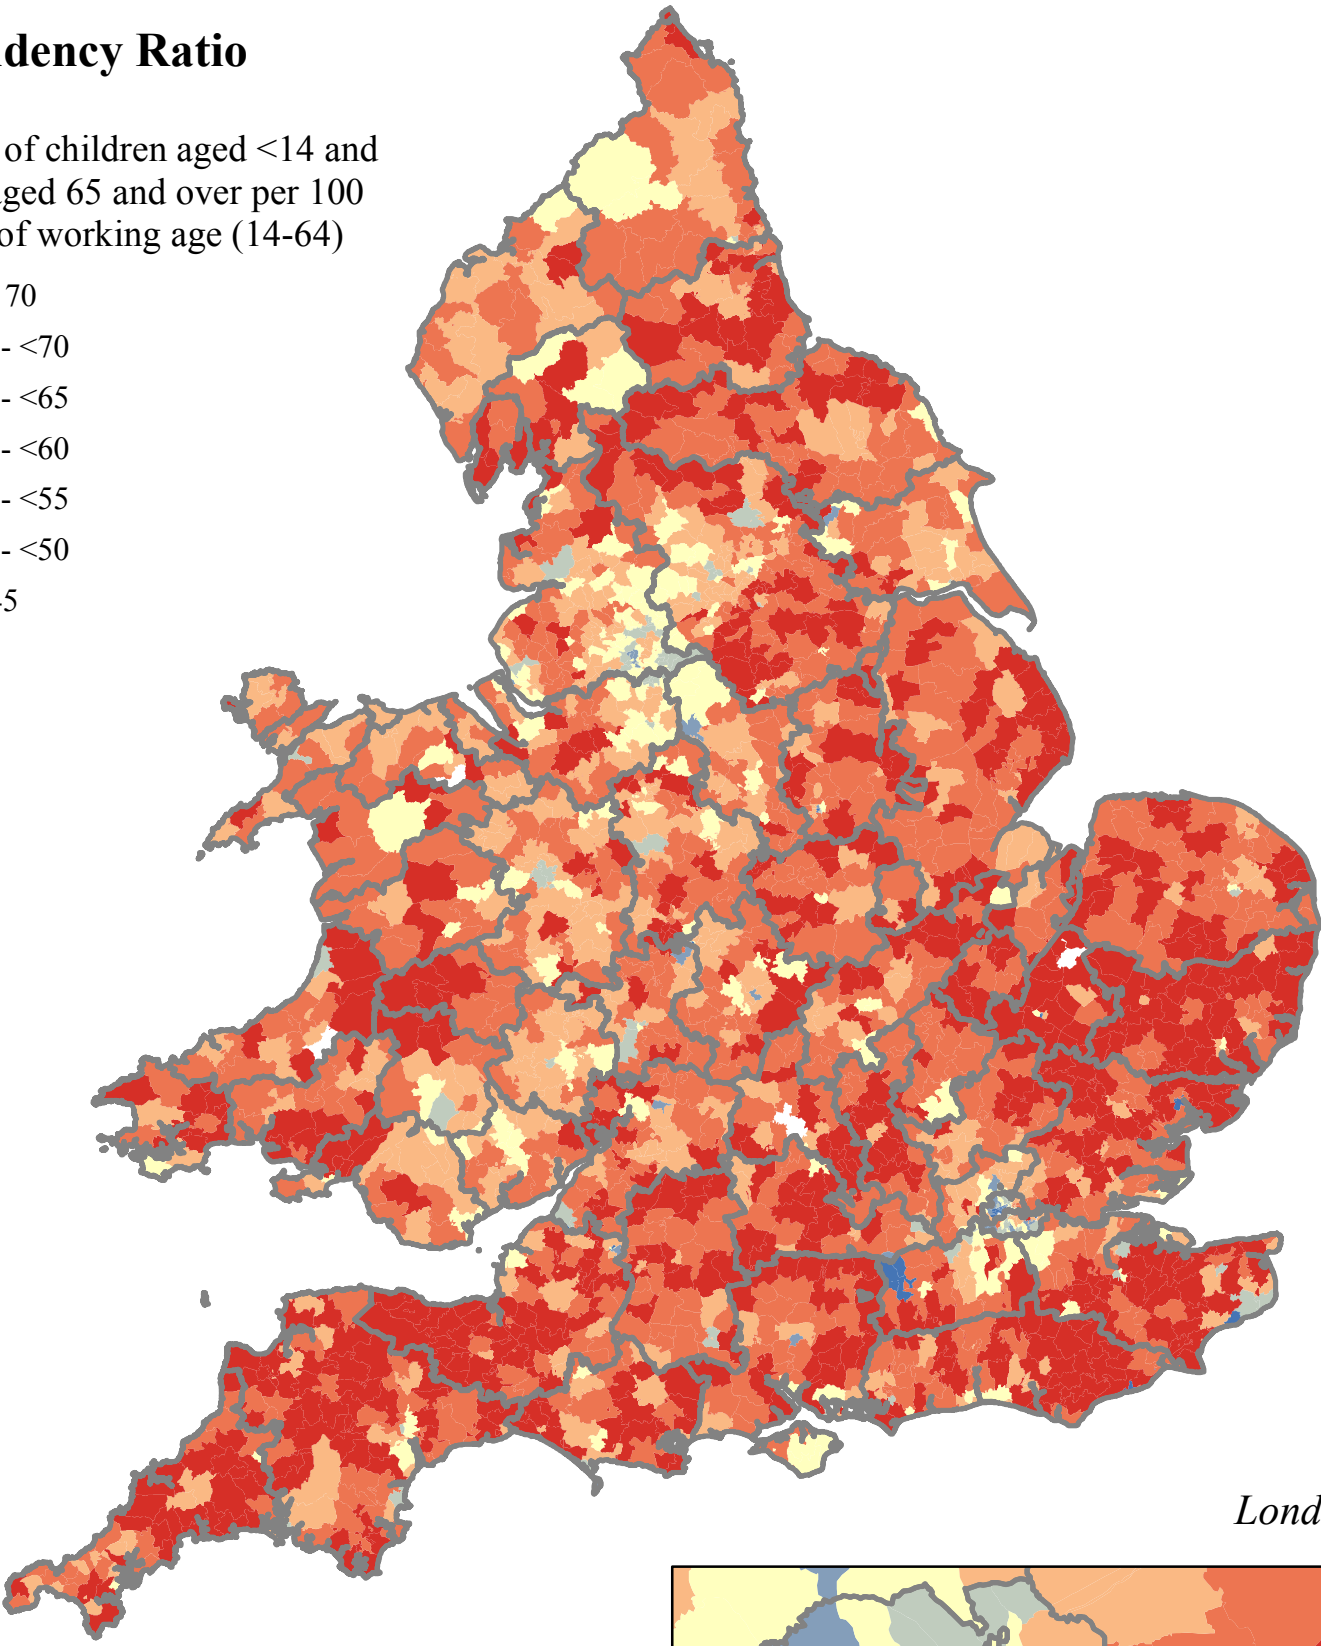 dency Ratio
of children aged <14 and
aged 65 and over per 100
of working age (14-64)
70
- <70
- <65
- <60
- <55
- <50
5
Lond